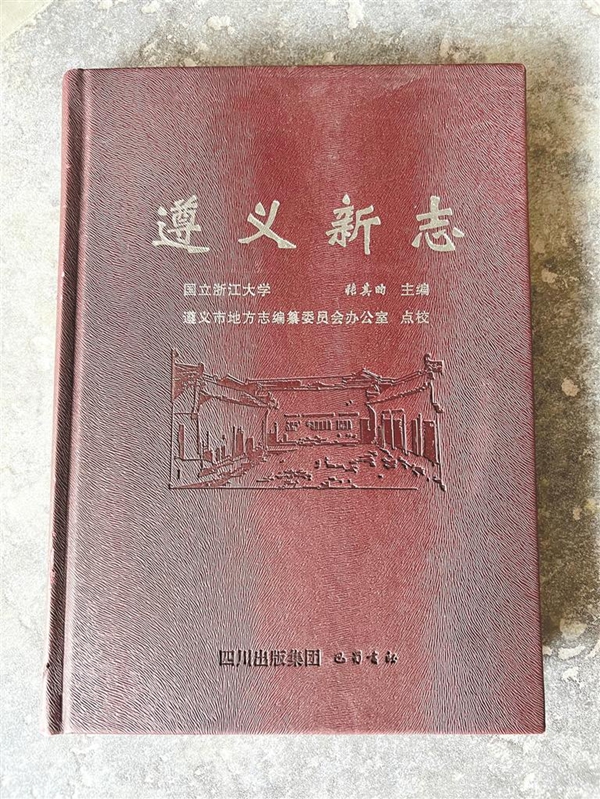 遵义新志
国立浙江大学 张其昀 主编
遵义市地方志编纂委员会办公室 点校
四川出版集团 巴蜀书社